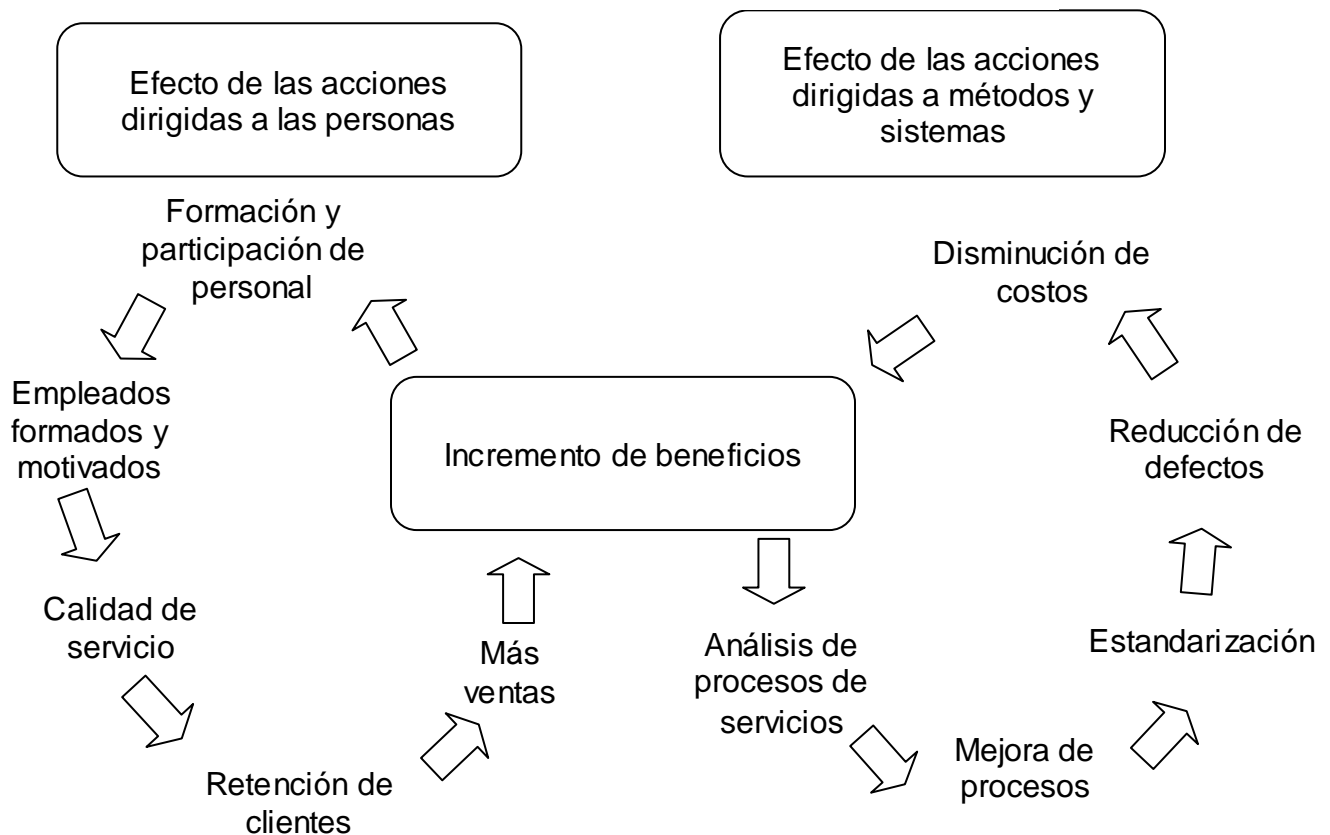 Efecto de las acciones
dirigidas a las personas
Efecto de las acciones
dirigidas a métodos y
sistemas
Formación y
participación de
personal
Disminución de
costos
Empleados
formados y
motivados
Incremento de beneficios
Reducción de
defectos
Calidad de
servicio
Más
ventas
Análisis de
procesos de
servicios
Estandarización
Retención de
clientes
Mejora de
procesos